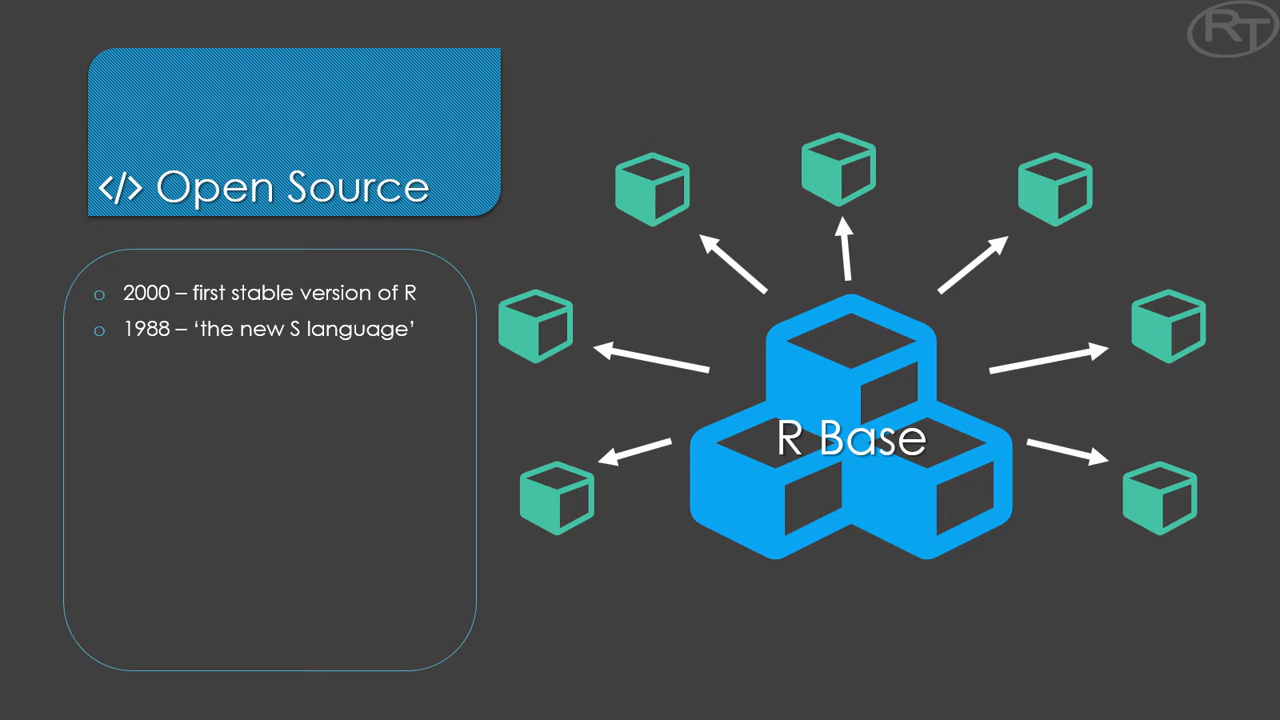 RT
</> Open Source
2000 – first stable version of R
1988 – ‘the new S language’
R Base